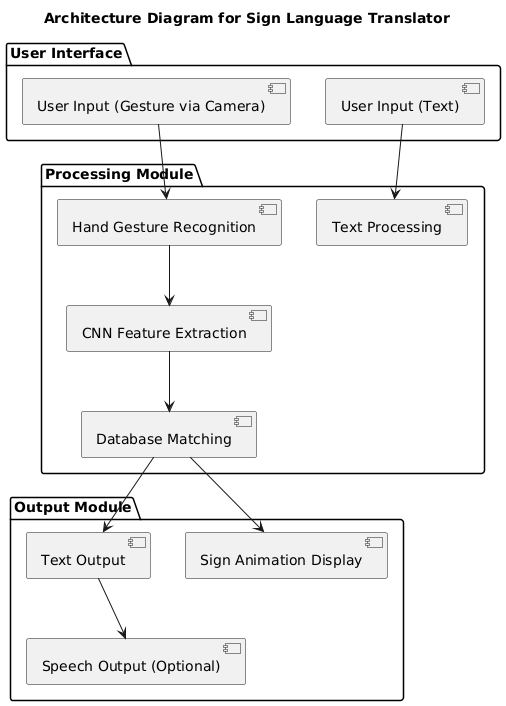 Architecture Diagram for Sign Language Translator
User Interface
User Input (Gesture via Camera)
User Input (Text)
Processing Module
Hand Gesture Recognition
Text Processing
CNN Feature Extraction
Database Matching
Output Module
Text Output
Sign Animation Display
Speech Output (Optional)